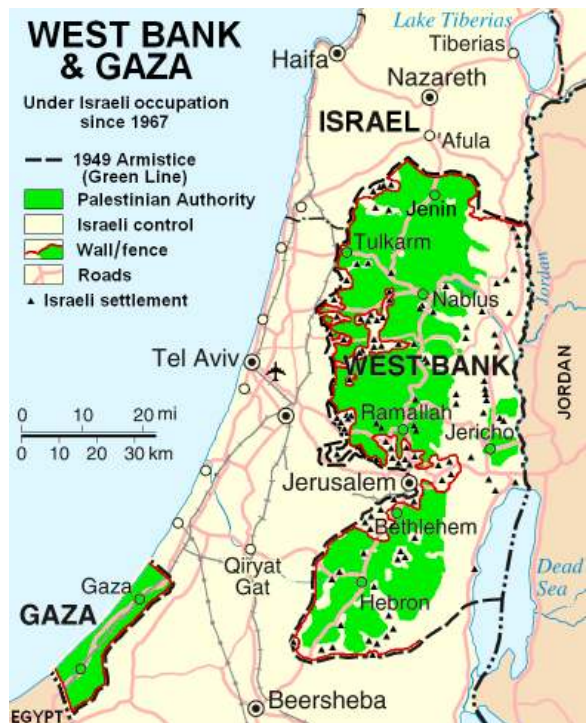 WEST BANK
& GAZA
Under Israeli occupation
since 1967
1949 Armistice
(Green Line)
Palestinian Authority
Israeli control
Wall/fence
Roads
Israeli settlement
Lake Tiberias
Tiberias
Haifa
Nazareth
ISRAEL
Afula
Jenin
Tulkarm
Nablus
Jordan
Tel Aviv
WEST BANK
JORDAN
10 20 mi
10 20 30 km
Ramallah
Jericho
Jerusalem
Bethlehem
Qiryat
Gat
Dead
Sea
Gaza
Hebron
GAZA
Beersheba
EGYPT